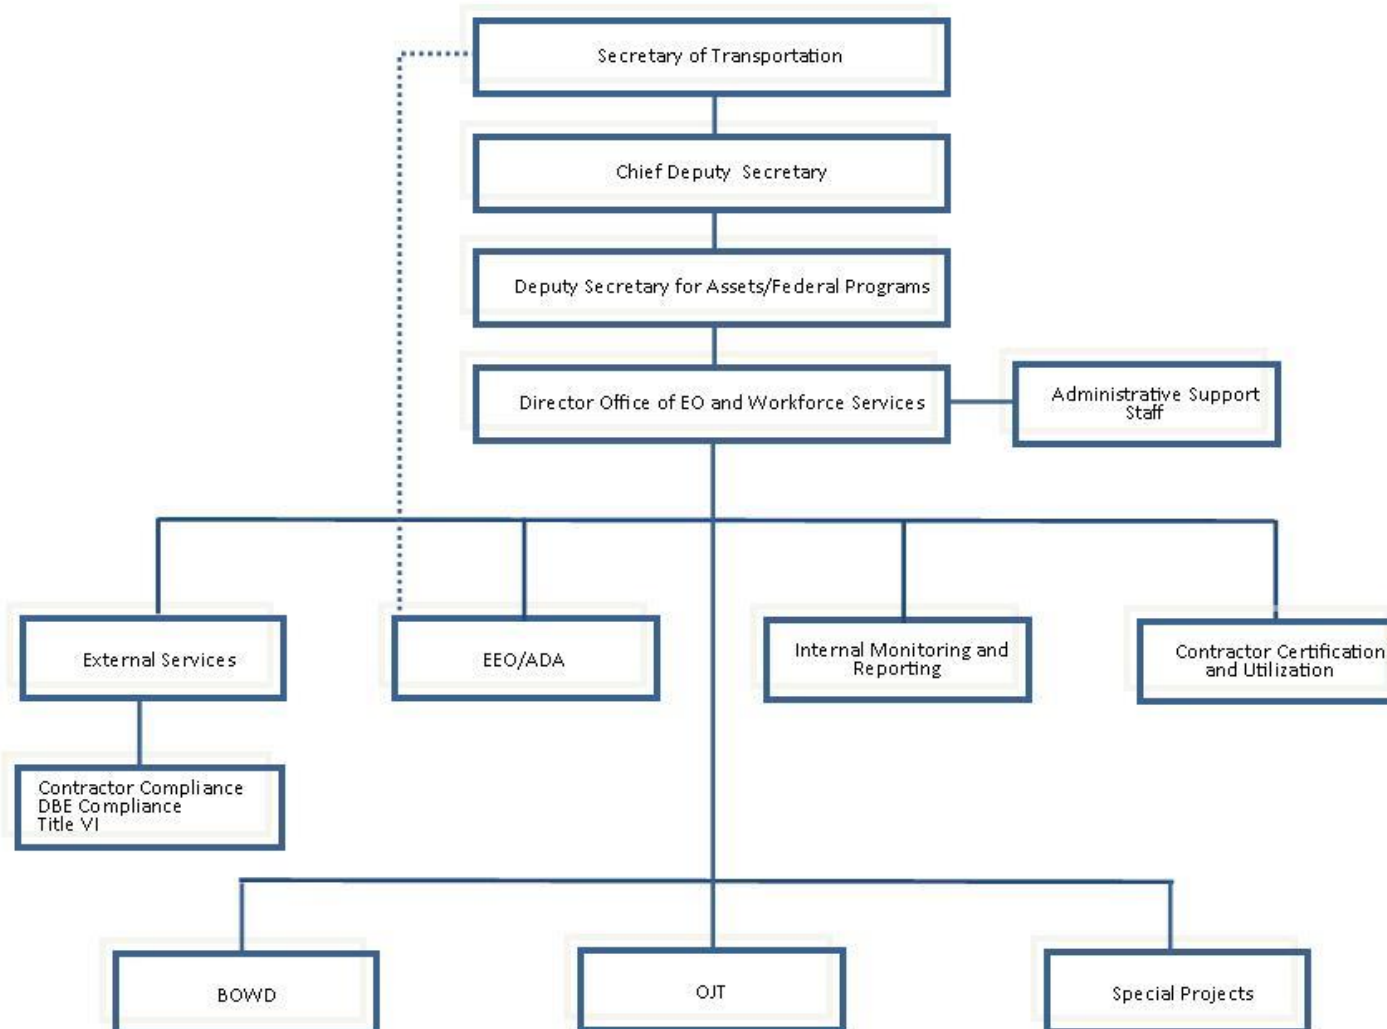 Secretary of Transportation
Chief Deputy Secretary
Deputy Secretary for Assets/Federal Programs
Director Office of EO and Workforce Services
Administrative Support
Staff
External Services
EEO/ADA
Internal Monitoring and
Reporting
Contractor Certification
and Utilization
Contractor Compliance
DBE Compliance
Title VI
BOWD
OJT
Special Projects